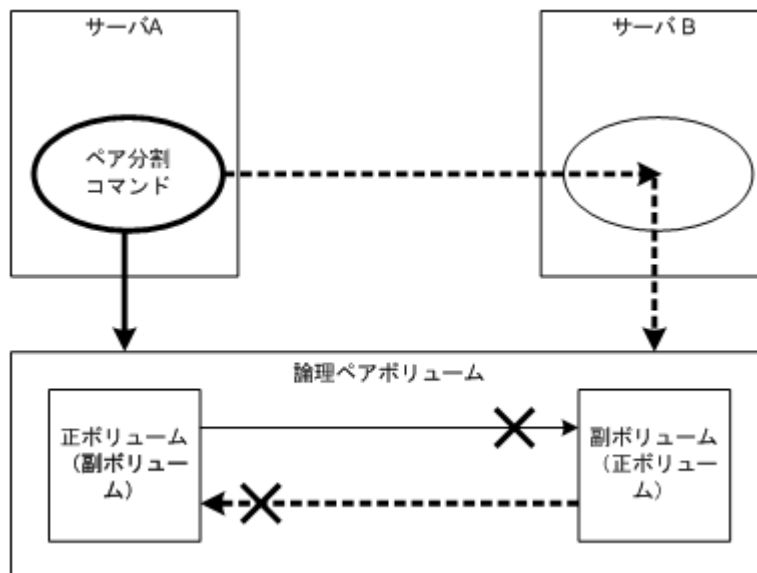 サーバA
サーバB
ペア分割
コマンド
論理ペアボリューム
正ボリューム
（副ボリュー
ム）
副ボリューム
（正ボリュー
ム）